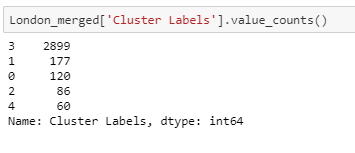 London_merged['Cluster Labels'].value_counts()
3    2899
1     177
0     120
2      86
4      60
Name: Cluster Labels, dtype: int64